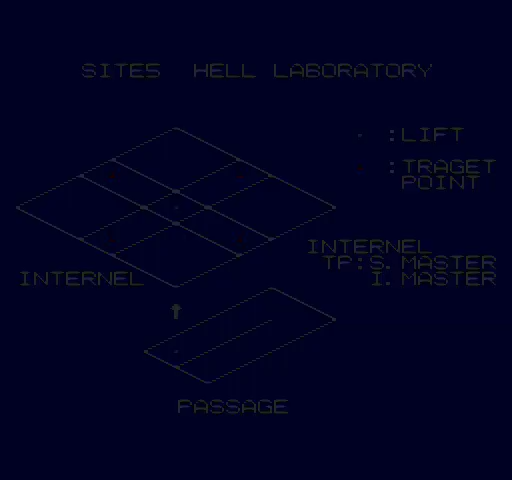 SITES HELL LABORATORY
:LIFT
:TRAGET
POINT
INTERNEL
TP:S.MASTER
I.MASTER
INTERNEL
PASSAGE